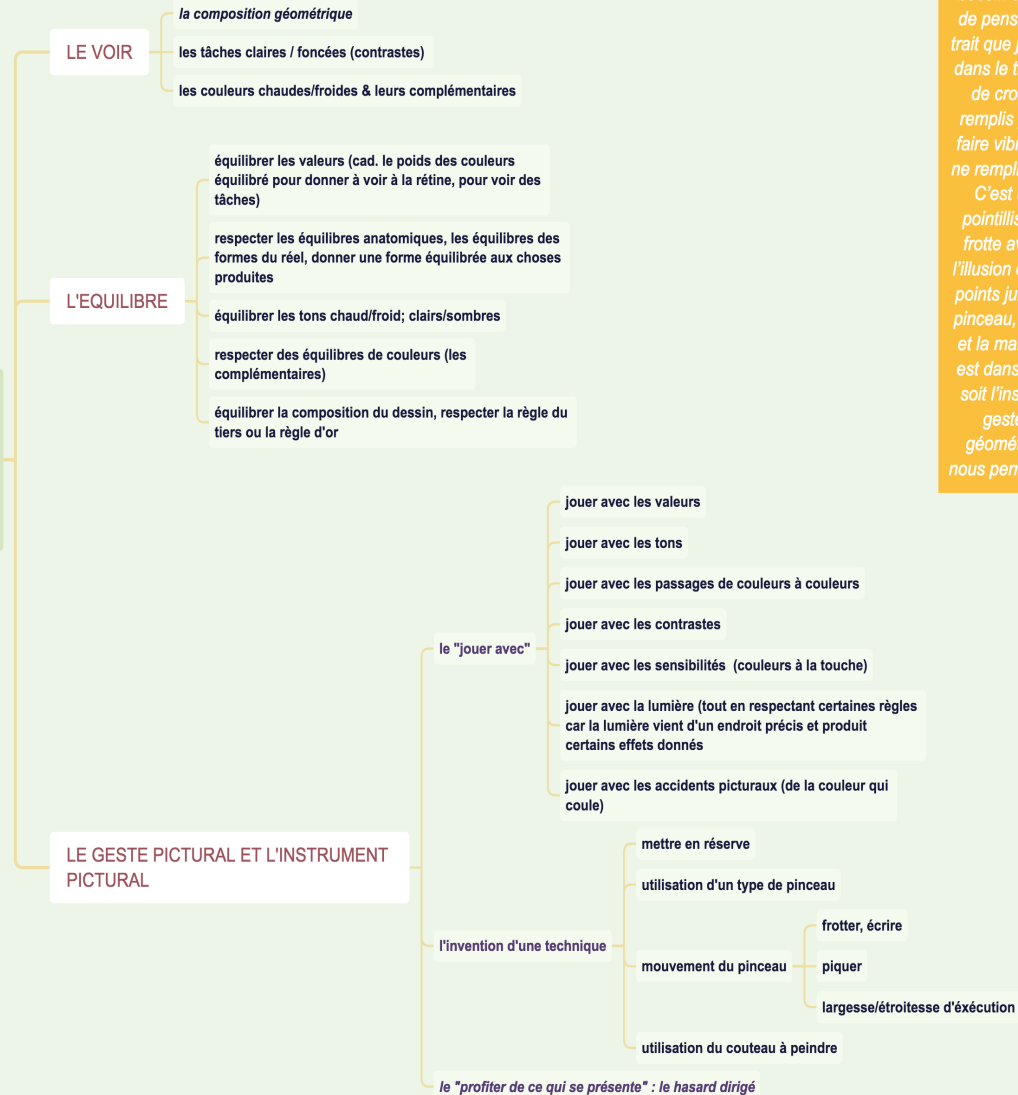 la composition géométrique
LE VOIR
les tâches claires / foncées (contrastes)
les couleurs chaudes/froides & leurs complémentaires
équilibrer les valeurs (cad. le poids des couleurs
équilibré pour donner à voir à la rétine, pour voir des
tâches)
respecter les équilibres anatomiques, les équilibres des
formes du réel, donner une forme équilibrée aux choses
produites
L'EQUILIBRE
équilibrer les tons chaud/froid; clairs/sombres
respecter des équilibres de couleurs (les
complémentaires)
équilibrer la composition du dessin, respecter la règle du
tiers ou la règle d'or
jouer avec les valeurs
jouer avec les tons
jouer avec les passages de couleurs à couleurs
jouer avec les contrastes
le "jouer avec"
jouer avec les sensibilités (couleurs à la touche)
jouer avec la lumière (tout en respectant certaines règles
car la lumière vient d'un endroit précis et produit
certains effets donnés
jouer avec les accidents picturaux (de la couleur qui
coule)
LE GESTE PICTURAL ET L'INSTRUMENT
PICTURAL
mettre en réserve
utilisation d'un type de pinceau
l'invention d'une technique
mouvement du pinceau
frotter, écrire
piquer
largesse/étroitesse d'éxécution
utilisation du couteau à peindre
le "profiter de ce qui se présente" : le hasard dirigé
de pens
trait que j
dans le t
de cro
remplis
faire vib
ne rempl
C'est
pointillis
frotte a
l'illusion
points ju
pinceau,
et la ma
est dans
soit l'ins
geste
géomé
nous per